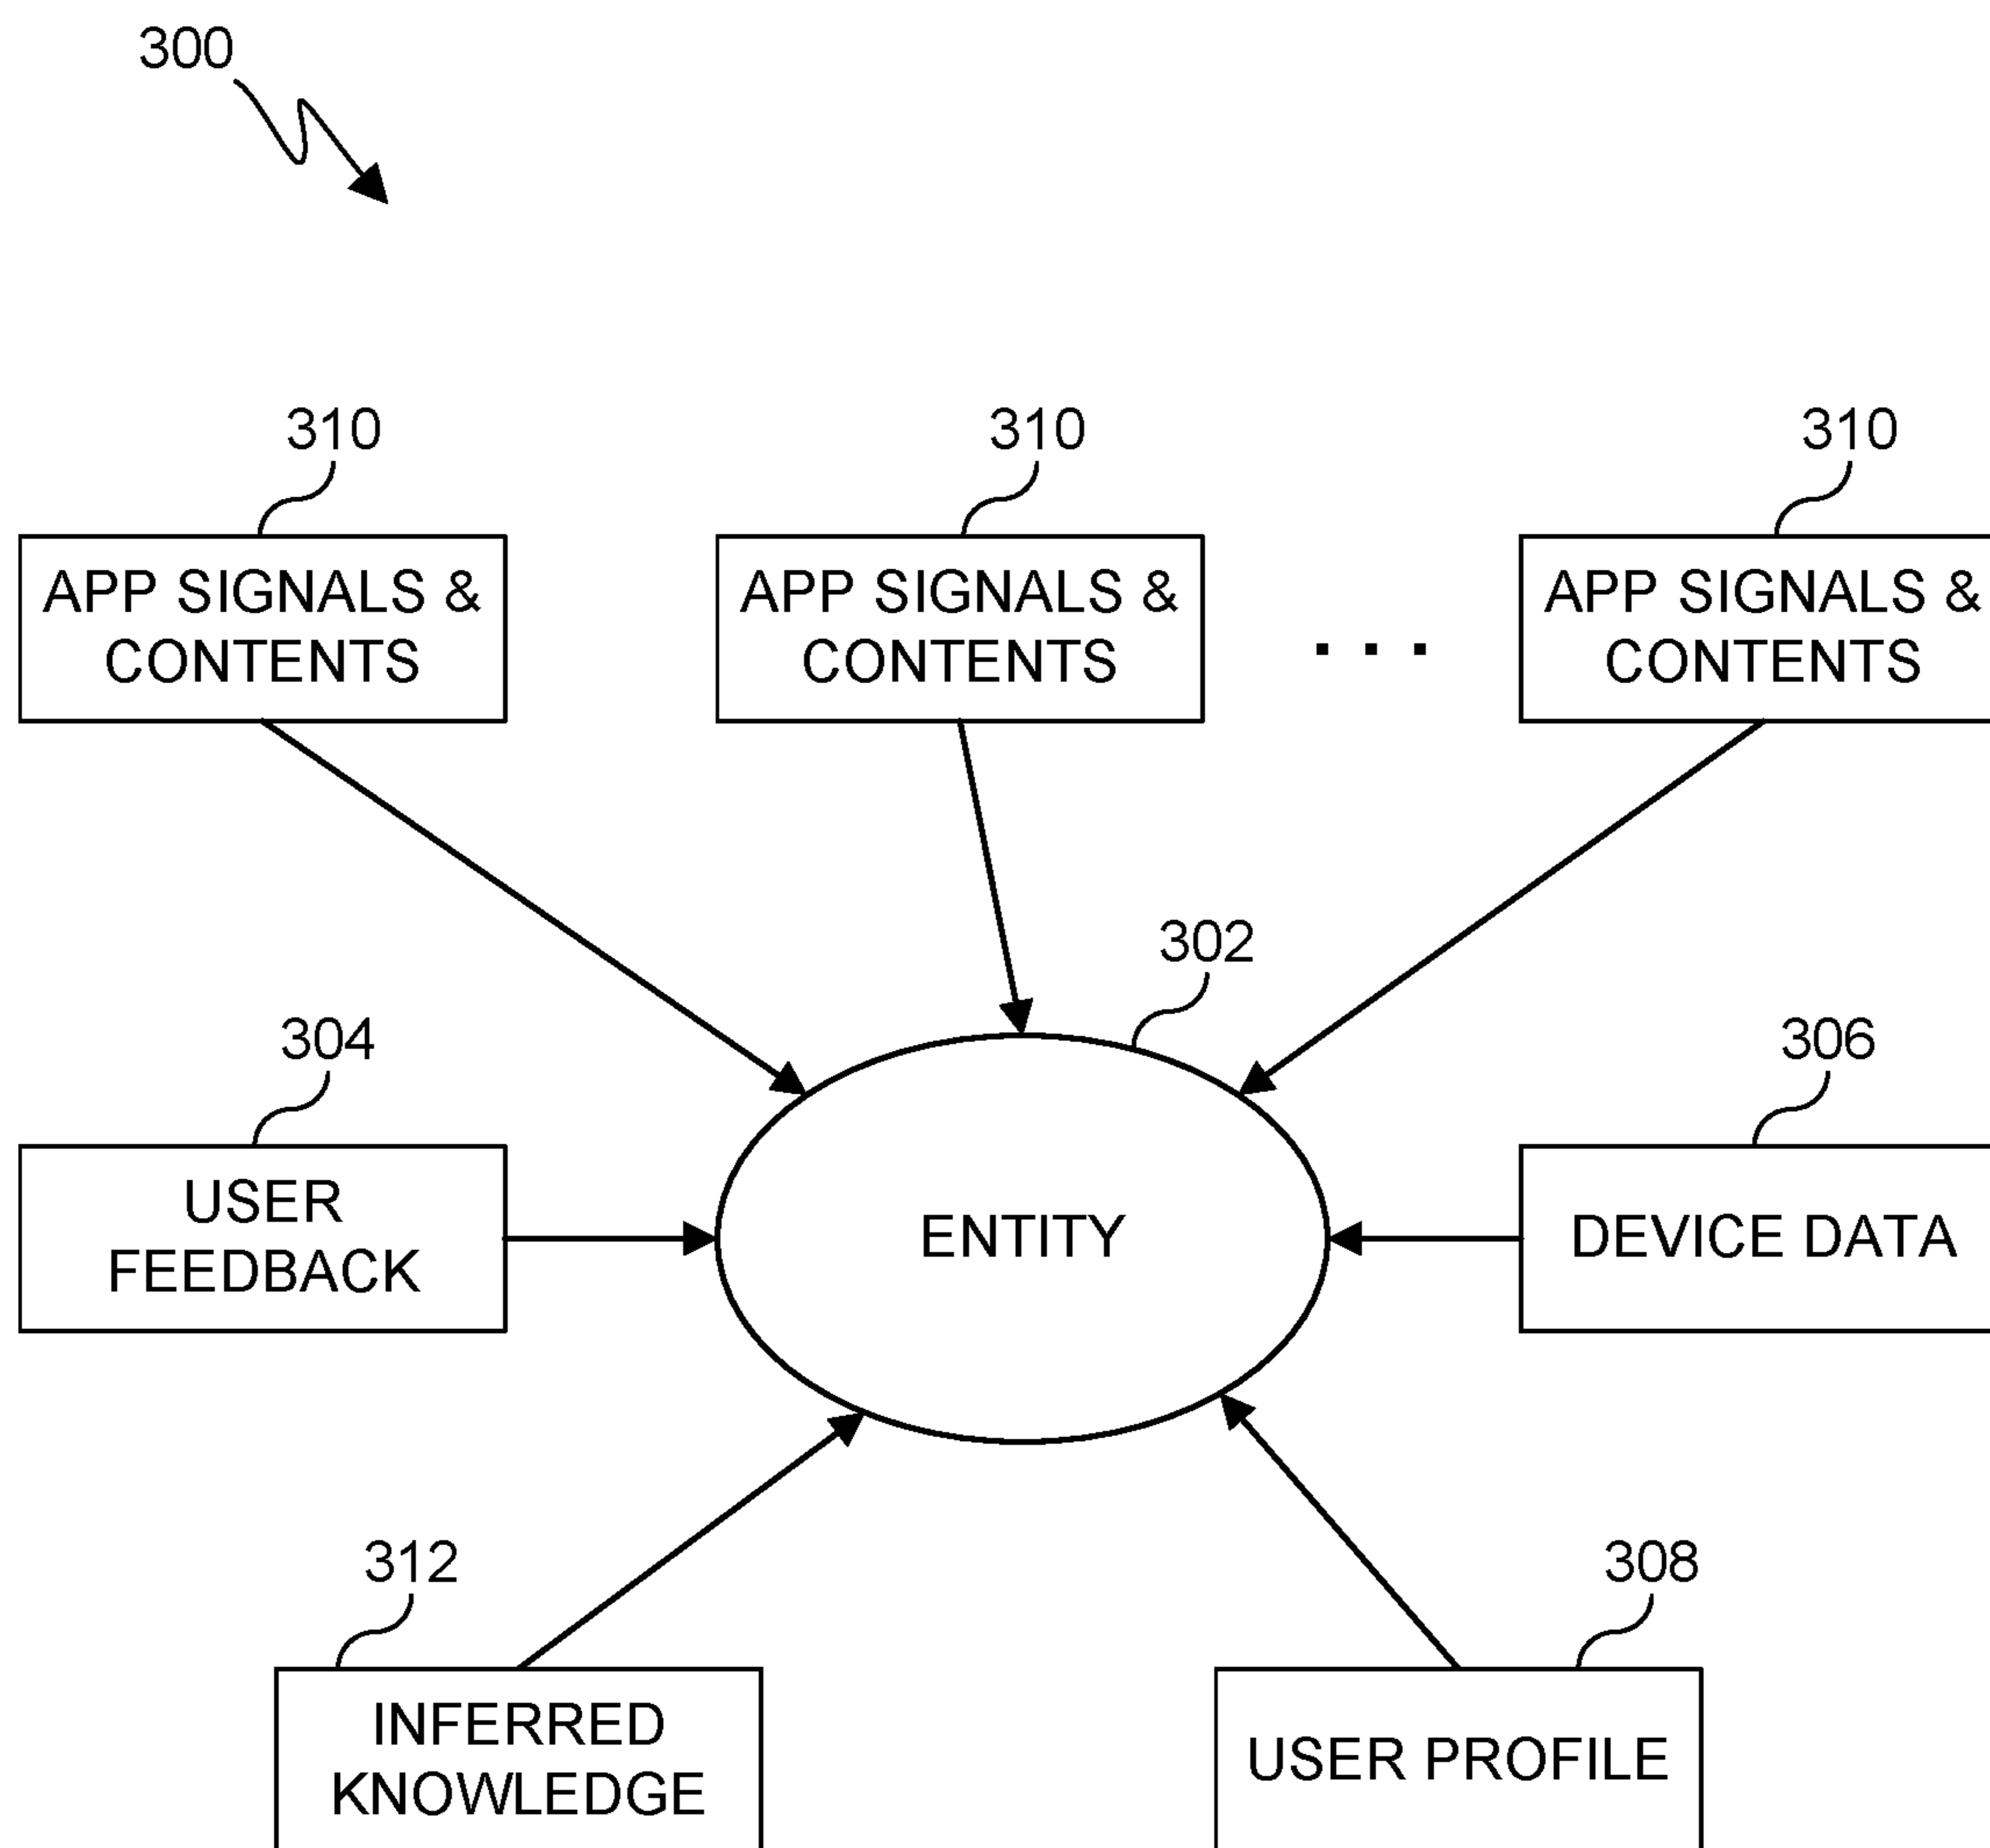 300
310
310
310
APP SIGNALS &
CONTENTS
APP SIGNALS &
CONTENTS
. . .
APP SIGNALS &
CONTENTS
302
304
306
USER
FEEDBACK
ENTITY
DEVICE DATA
312
308
INFERRED
KNOWLEDGE
USER PROFILE